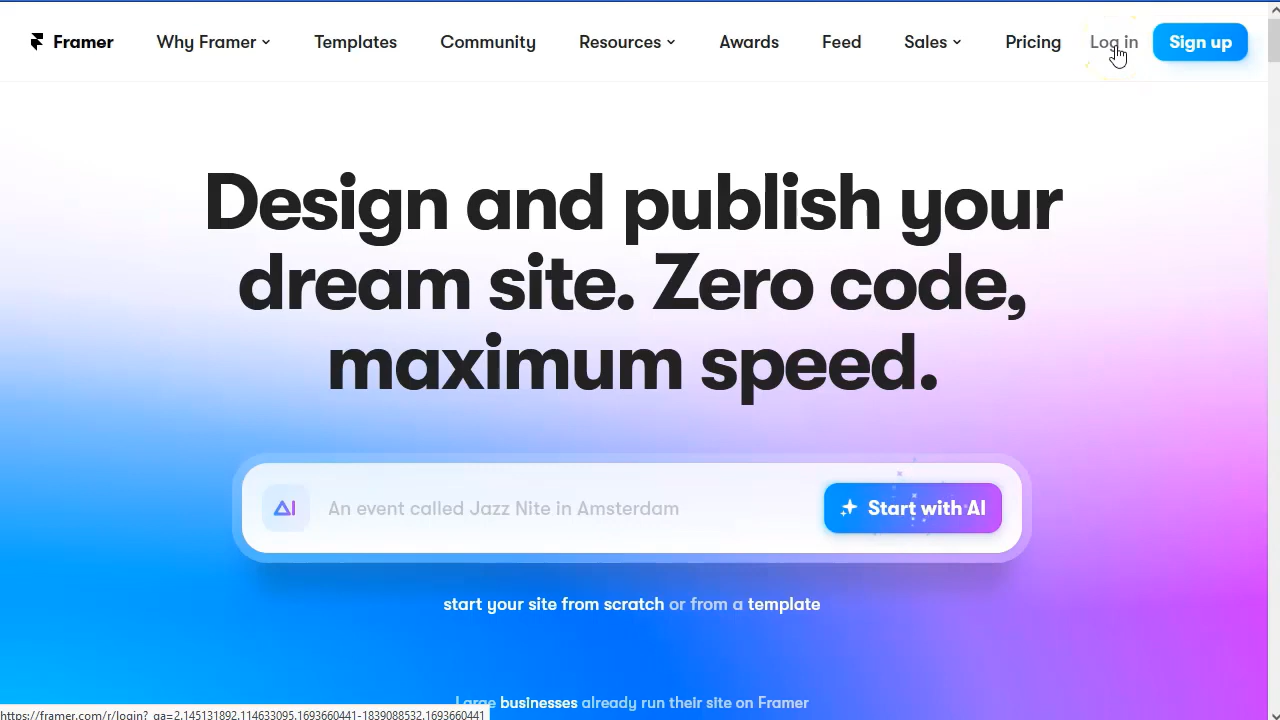 Framer Why Framer Templates Community Resources Awards Feed Sales Pricing Log in Sign up
Design and publish your
dream site. Zero code,
maximum speed.
AI An event called Jazz Nite in Amsterdam Start with AI
start your site from scratch or from a template
Large businesses already run their site on Framer
https://framer.com/r/login?_ga=2.145131892.114633095.1693660441-1839088532.1693660441